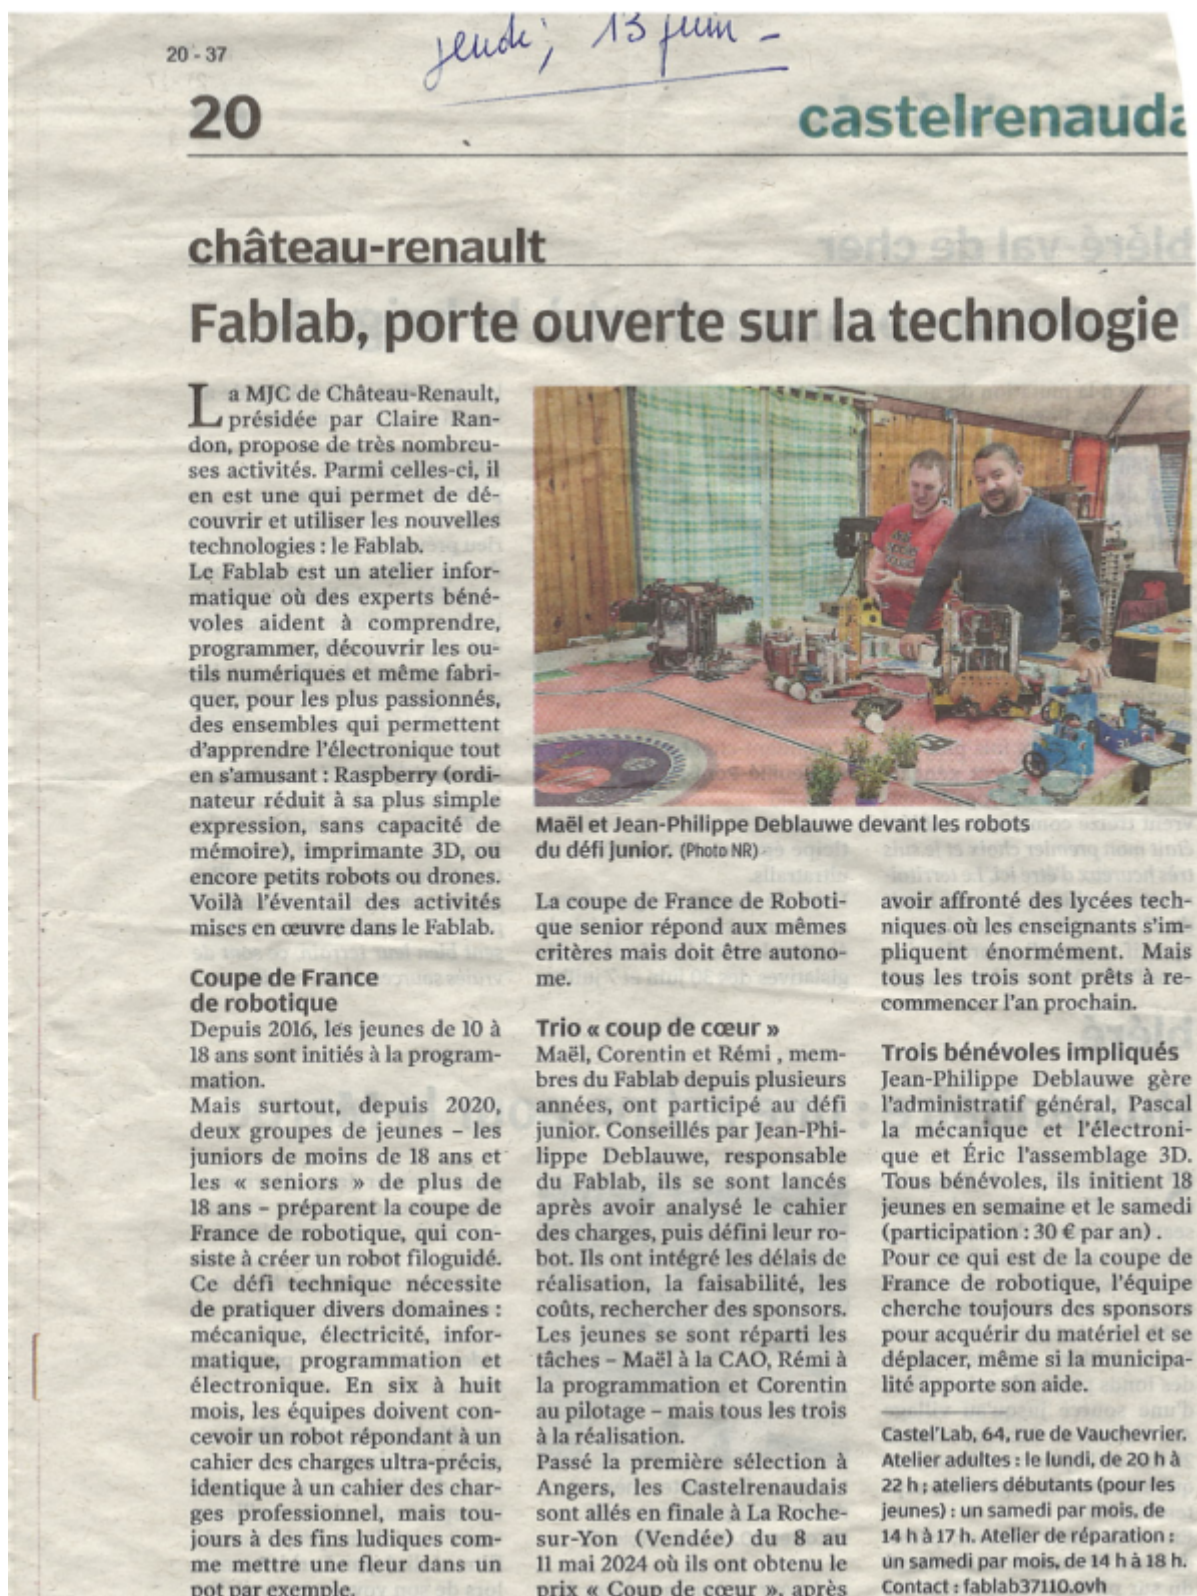 jeudi, 13 juin -
20 - 37
20
castelrenauda
château-renault
Fablab, porte ouverte sur la technologie
La MJC de Château-Renault,
présidée par Claire Ran-
don, propose de très nombreu-
ses activités. Parmi celles-ci, il
en est une qui permet de dé-
couvrir et utiliser les nouvelles
technologies : le Fablab.
Le Fablab est un atelier infor-
matique où des experts béné-
voles aident à comprendre,
programmer, découvrir les ou-
tils numériques et même fabri-
quer, pour les plus passionnés,
des ensembles qui permettent
d'apprendre l'électronique tout
en s'amusant : Raspberry (ordi-
nateur réduit à sa plus simple
expression, sans capacité de
mémoire), imprimante 3D, ou
encore petits robots ou drones.
Voilà l'éventail des activités
mises en œuvre dans le Fablab.
Coupe de France
de robotique
Depuis 2016, les jeunes de 10 à
18 ans sont initiés à la program-
mation.
Mais surtout, depuis 2020,
deux groupes de jeunes – les
juniors de moins de 18 ans et
les « seniors » de plus de
18 ans – préparent la coupe de
France de robotique, qui con-
siste à créer un robot filoguidé.
Ce défi technique nécessite
de pratiquer divers domaines :
mécanique, électricité, infor-
matique, programmation et
électronique. En six à huit
mois, les équipes doivent con-
cevoir un robot répondant à un
cahier des charges ultra-précis,
identique à un cahier des char-
ges professionnel, mais tou-
jours à des fins ludiques com-
me mettre une fleur dans un
pot par exemple.
Maël et Jean-Philippe Deblauwe devant les robots
du défi junior. (Photo NR)
La coupe de France de Roboti-
que senior répond aux mêmes
critères mais doit être autono-
me.
Trio « coup de cœur »
Maël, Corentin et Rémi , mem-
bres du Fablab depuis plusieurs
années, ont participé au défi
junior. Conseillés par Jean-Phi-
lippe Deblauwe, responsable
du Fablab, ils se sont lancés
après avoir analysé le cahier
des charges, puis défini leur ro-
bot. Ils ont intégré les délais de
réalisation, la faisabilité, les
coûts, rechercher des sponsors.
Les jeunes se sont réparti les
tâches – Maël à la CAO, Rémi à
la programmation et Corentin
au pilotage – mais tous les trois
à la réalisation.
Passé la première sélection à
Angers, les Castelrenaudais
sont allés en finale à La Roche-
sur-Yon (Vendée) du 8 au
11 mai 2024 où ils ont obtenu le
prix « Coup de cœur », après
avoir affronté des lycées tech-
niques où les enseignants s'im-
pliquent énormément. Mais
tous les trois sont prêts à re-
commencer l'an prochain.
Trois bénévoles impliqués
Jean-Philippe Deblauwe gère
l'administratif général, Pascal
la mécanique et l'électroni-
que et Éric l'assemblage 3D.
Tous bénévoles, ils initient 18
jeunes en semaine et le samedi
(participation : 30 € par an) .
Pour ce qui est de la coupe de
France de robotique, l'équipe
cherche toujours des sponsors
pour acquérir du matériel et se
déplacer, même si la municipa-
lité apporte son aide.
Castel'Lab, 64, rue de Vauchevrier.
Atelier adultes : le lundi, de 20 h à
22 h ; ateliers débutants (pour les
jeunes) : un samedi par mois, de
14 h à 17 h. Atelier de réparation :
un samedi par mois, de 14 h à 18 h.
Contact : fablab37110.ovh